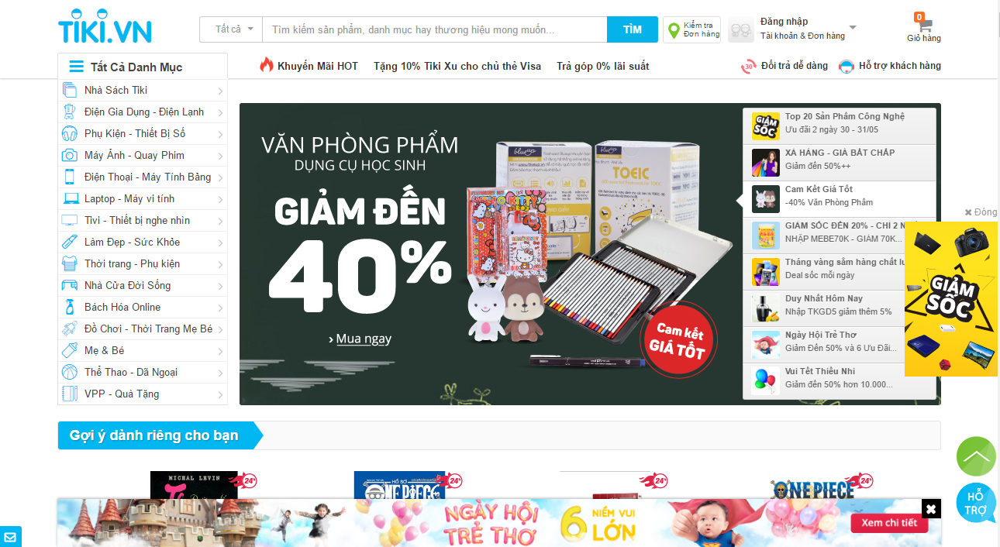 TiKi.VN
Tất cả
Tìm kiếm sản phẩm, danh mục hay thương hiệu mong muốn...
TÌM
Kiểm tra
Đơn hàng
Đăng nhập
Tài khoản & Đơn hàng
0
Giỏ hàng
Tất Cả Danh Mục
Khuyến Mãi HOT
Tặng 10% Tiki Xu cho chủ thẻ Visa
Trả góp 0% lãi suất
30
Đổi trả dễ dàng
Hỗ trợ khách hàng
Nhà Sách Tiki
Điện Gia Dụng - Điện Lạnh
Phụ Kiện - Thiết Bị Số
Máy Ảnh - Quay Phim
Điện Thoại - Máy Tính Bảng
Laptop - Máy vi tính
Tivi - Thiết bị nghe nhìn
Làm Đẹp - Sức Khỏe
Thời trang - Phụ kiện
Nhà Cửa Đời Sống
Bách Hóa Online
Đồ Chơi - Thời Trang Mẹ Bé
Mẹ & Bé
Thể Thao - Dã Ngoại
VPP - Quà Tặng
VĂN PHÒNG PHẨM
DỤNG CỤ HỌC SINH
GIẢM ĐẾN
40%
› Mua ngay
blueup
blueup
TOEIC
KITTY
Cam kết
GIÁ TỐT
GIẢM
SỐC
Top 20 Sản Phẩm Công Nghệ
Ưu đãi 2 ngày 30 - 31/05
XẢ HÀNG - GIÁ BẤT CHẤP
Giảm đến 50%++
Cam Kết Giá Tốt
-40% Văn Phòng Phẩm
GIẢM SỐC ĐẾN 20% - CHỈ 2 N
NHẬP MEBE70K - GIẢM 70K...
Tháng vàng sắm hàng chất lư
Deal sốc mỗi ngày
Duy Nhất Hôm Nay
Nhập TKGD5 giảm thêm 5%
Ngày Hội Trẻ Thơ
Giảm Đến 50% và 6 Ưu Đãi...
Vui Tết Thiếu Nhi
Giảm đến 50% hơn 10.000...
✖ Đóng
GIẢM
SỐC
Gợi ý dành riêng cho bạn
MICHAL LEVIN
24h
HỒ SƠ
ONE PIECE
24h
24h
ONE PIECE
24h
NGÀY HỘI
TRẺ THƠ
6 NIỀM VUI
LỚN
Xem chi tiết
HỖ
TRỢ